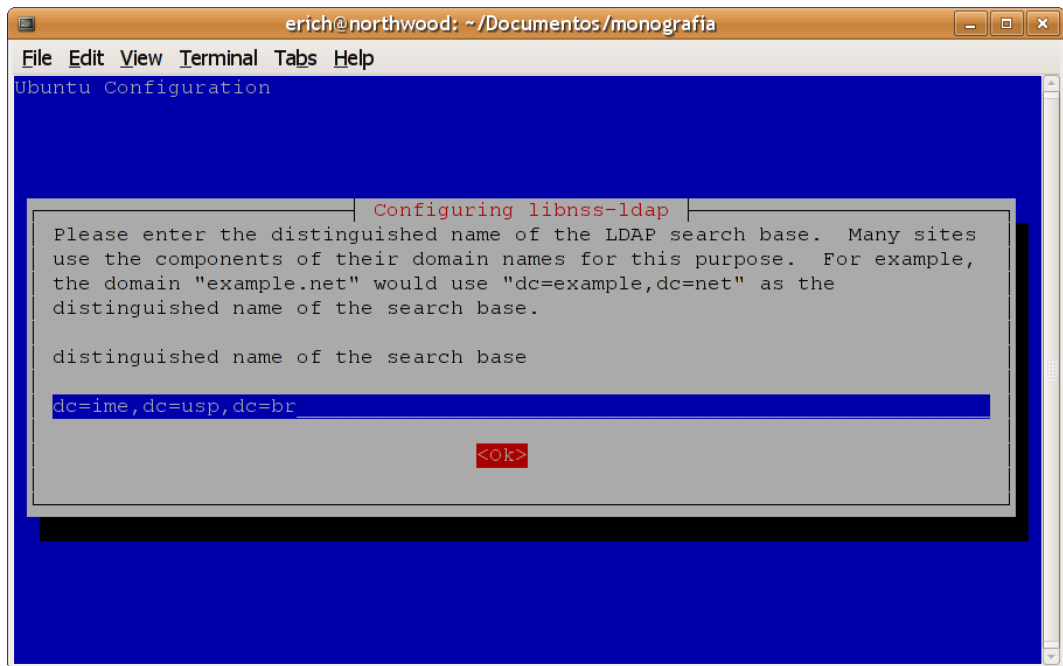 erich@northwood: ~/Documentos/monografia
File Edit View Terminal Tabs Help
Ubuntu Configuration
Configuring libnss-ldap
Please enter the distinguished name of the LDAP search base.  Many sites
use the components of their domain names for this purpose.  For example,
the domain "example.net" would use "dc=example,dc=net" as the
distinguished name of the search base.
distinguished name of the search base
dc=ime,dc=usp,dc=br
<Ok>